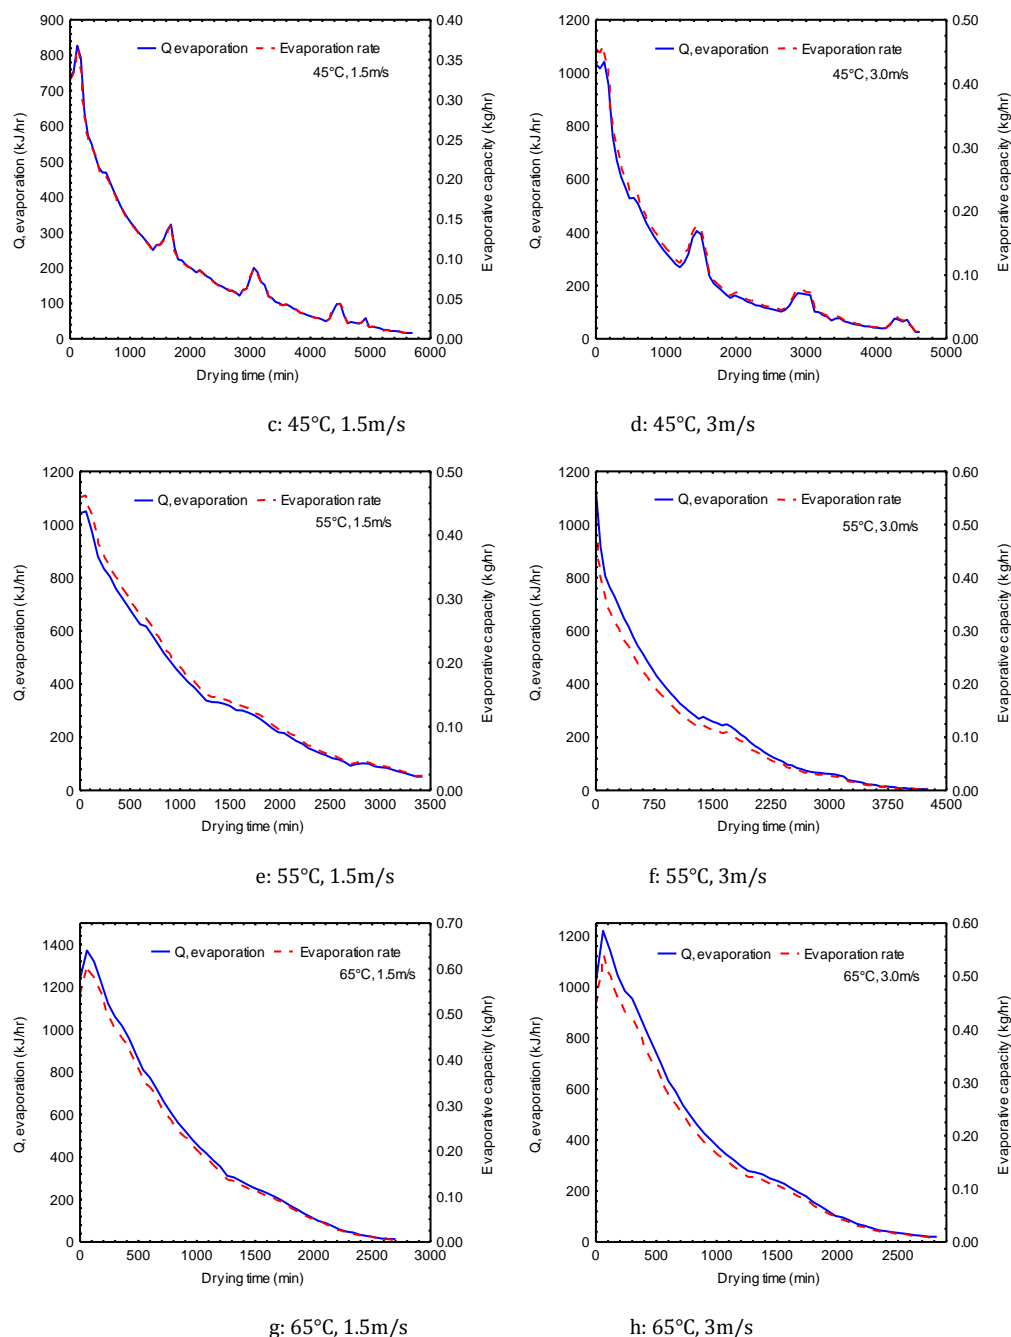 900
800
700
600
500
400
300
200
100
0
Q, evaporation (kJ/hr)
0.40
0.35
0.30
0.25
0.20
0.15
0.10
0.05
0.00
Evaporative capacity (kg/hr)
Q evaporation Evaporation rate
45°C, 1.5m/s
0 1000 2000 3000 4000 5000 6000
Drying time (min)
c: 45°C, 1.5m/s
1200
1000
800
600
400
200
0
Q, evaporation (kJ/hr)
0.50
0.40
0.30
0.20
0.10
0.00
Evaporative capacity (kg/hr)
Q, evaporation Evaporation rate
45°C, 3.0m/s
0 1000 2000 3000 4000 5000
Drying time (min)
d: 45°C, 3m/s
1200
1000
800
600
400
200
0
Q, evaporation (kJ/hr)
0.50
0.40
0.30
0.20
0.10
0.00
Evaporative capacity (kg/hr)
Q, evaporation Evaporation rate
55°C, 1.5m/s
0 500 1000 1500 2000 2500 3000 3500
Drying time (min)
e: 55°C, 1.5m/s
1200
1000
800
600
400
200
0
Q, evaporation (kJ/hr)
0.60
0.50
0.40
0.30
0.20
0.10
0.00
Evaporative capacity (kg/hr)
Q, evaporation Evaporation rate
55°C, 3.0m/s
0 750 1500 2250 3000 3750 4500
Drying time (min)
f: 55°C, 3m/s
1400
1200
1000
800
600
400
200
0
Q, evaporation (kJ/hr)
0.70
0.60
0.50
0.40
0.30
0.20
0.10
0.00
Evaporative capacity (kg/hr)
Q, evaporation Evaporation rate
65°C, 1.5m/s
0 500 1000 1500 2000 2500 3000
Drying time (min)
g: 65°C, 1.5m/s
1200
1000
800
600
400
200
0
Q, evaporation (kJ/hr)
0.60
0.50
0.40
0.30
0.20
0.10
0.00
Evaporative capacity (kg/hr)
Q, evaporation Evaporation rate
65°C, 3.0m/s
0 500 1000 1500 2000 2500
Drying time (min)
h: 65°C, 3m/s